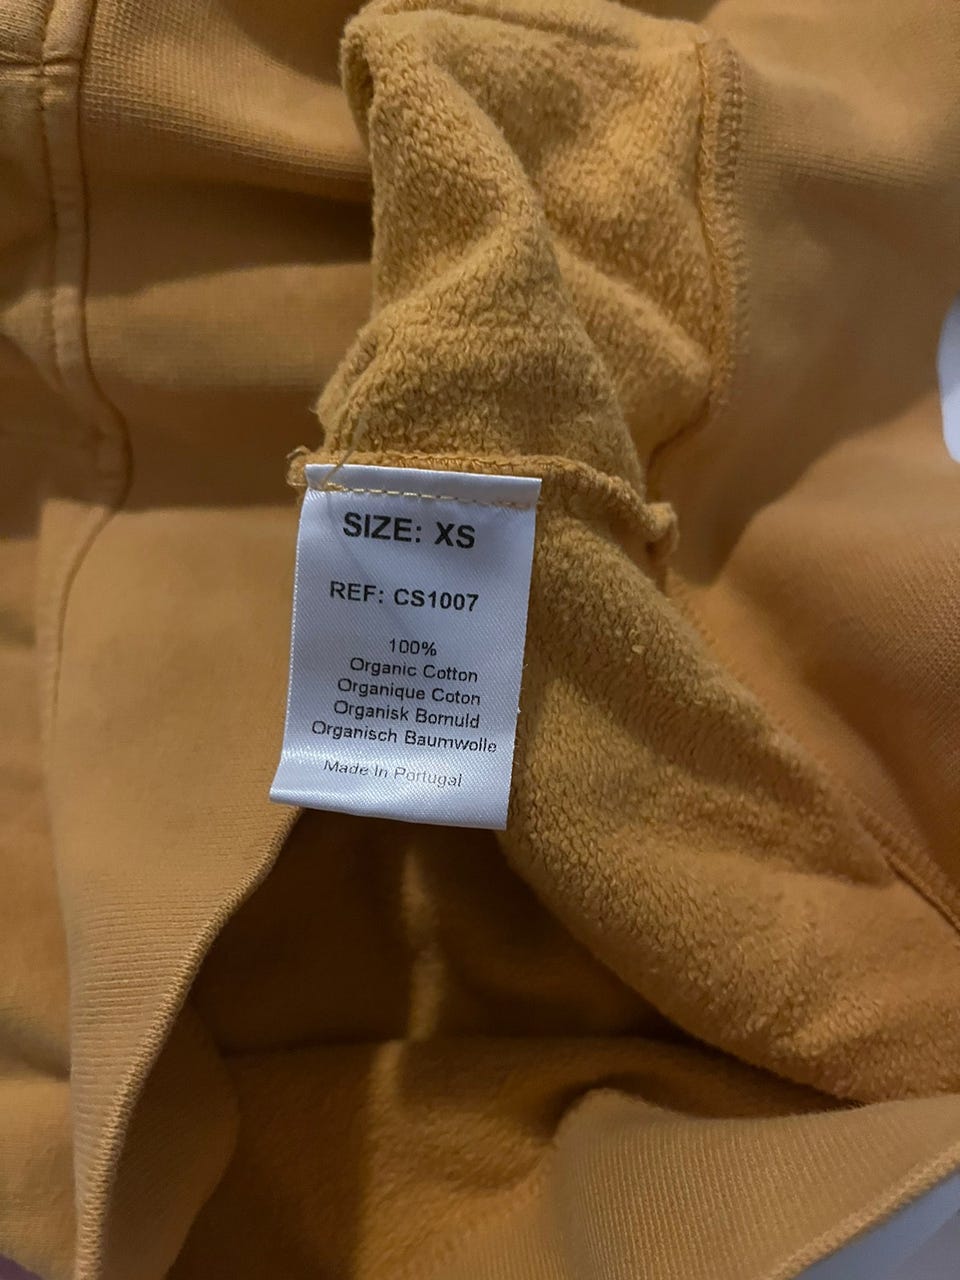 SIZE: XS
REF: CS1007
100%
Organic Cotton
Organique Coton
Organisk Bomuld
Organisch Baumwolle
Made In Portugal